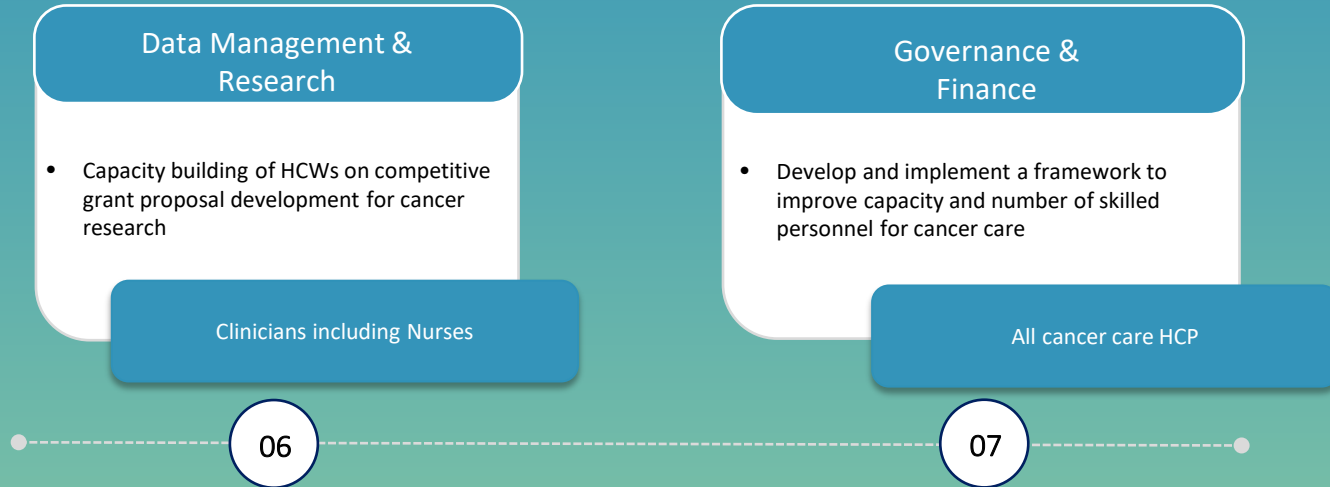 Data Management &
Research
• Capacity building of HCWs on competitive
grant proposal development for cancer
research
Clinicians including Nurses
06
Governance &
Finance
• Develop and implement a framework to
improve capacity and number of skilled
personnel for cancer care
All cancer care HCP
07